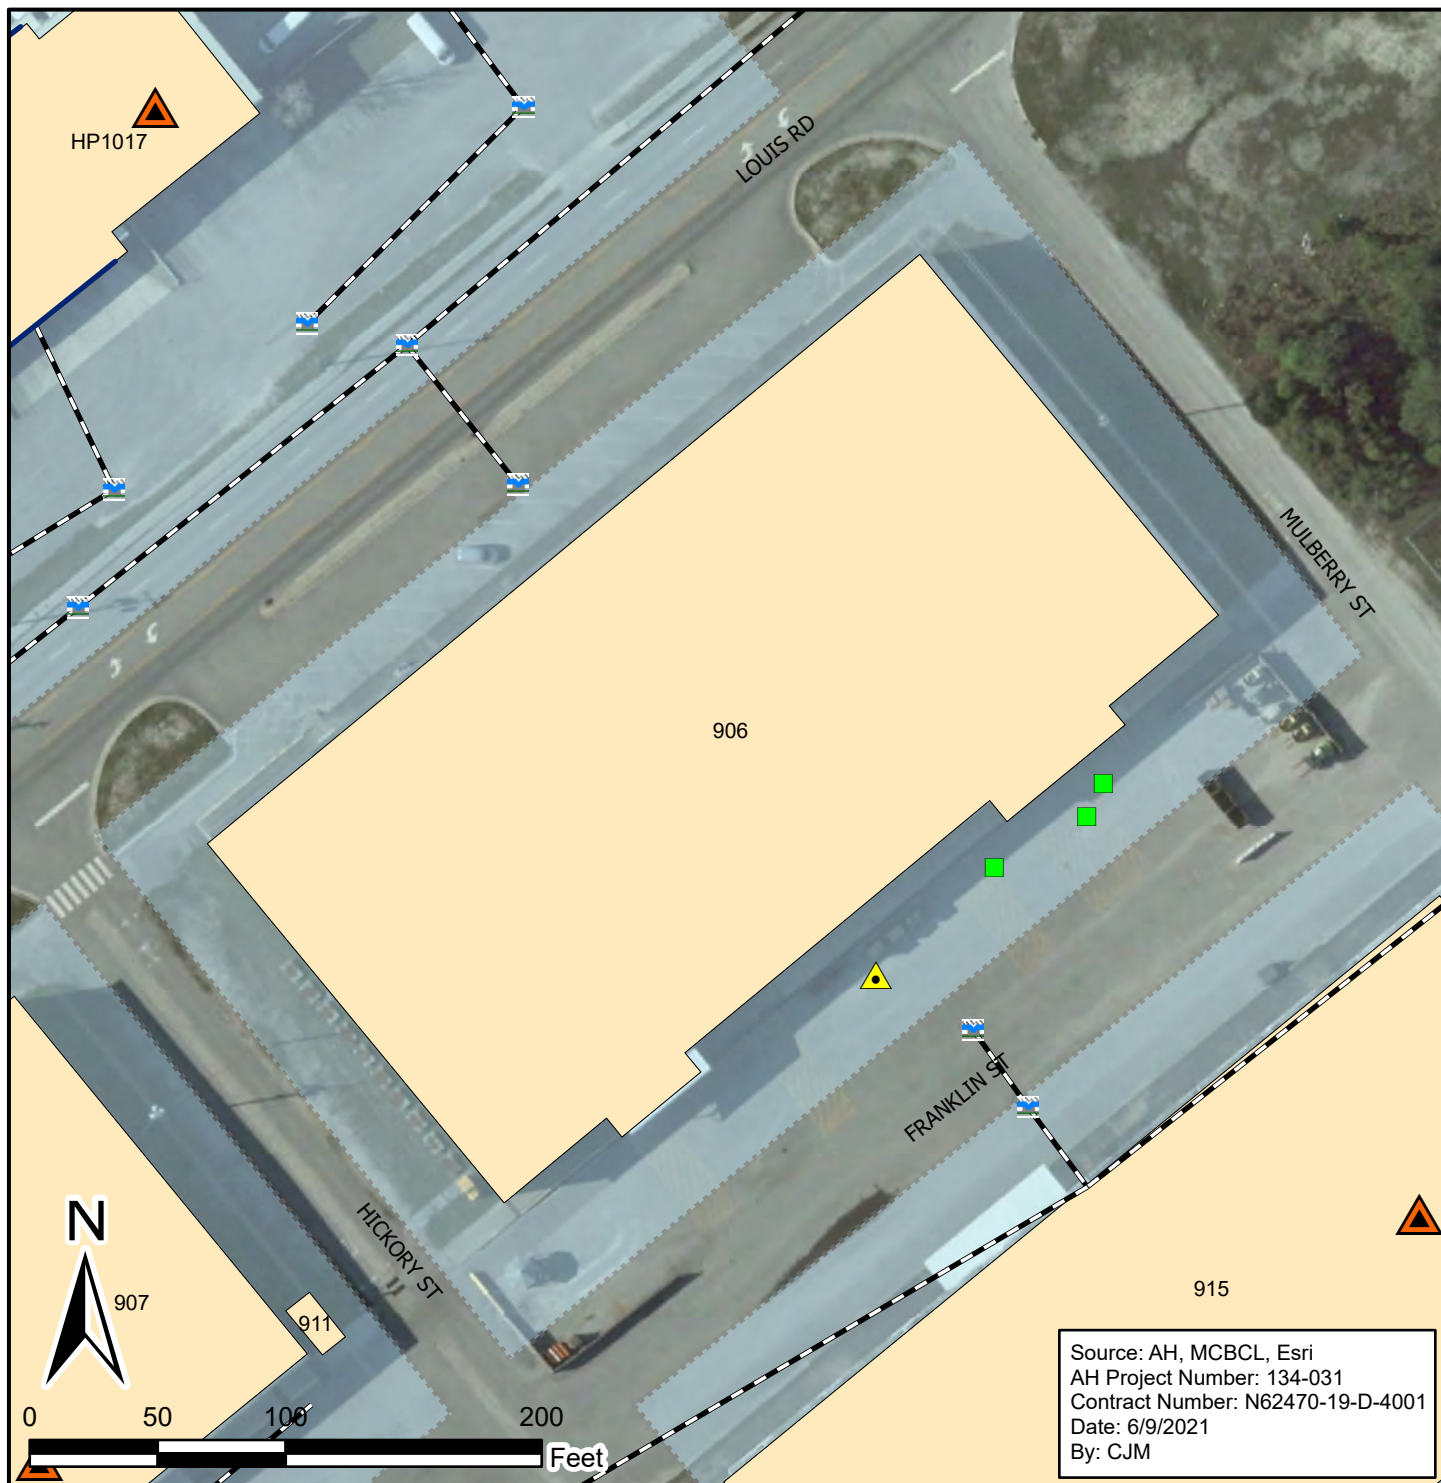 HP1017
LOUIS RD
MULBERRY ST
906
FRANKLIN ST
HICKORY ST
N
907
911
915
0 50 100 200
Feet
Source: AH, MCBCL, Esri
AH Project Number: 134-031
Contract Number: N62470-19-D-4001
Date: 6/9/2021
By: CJM